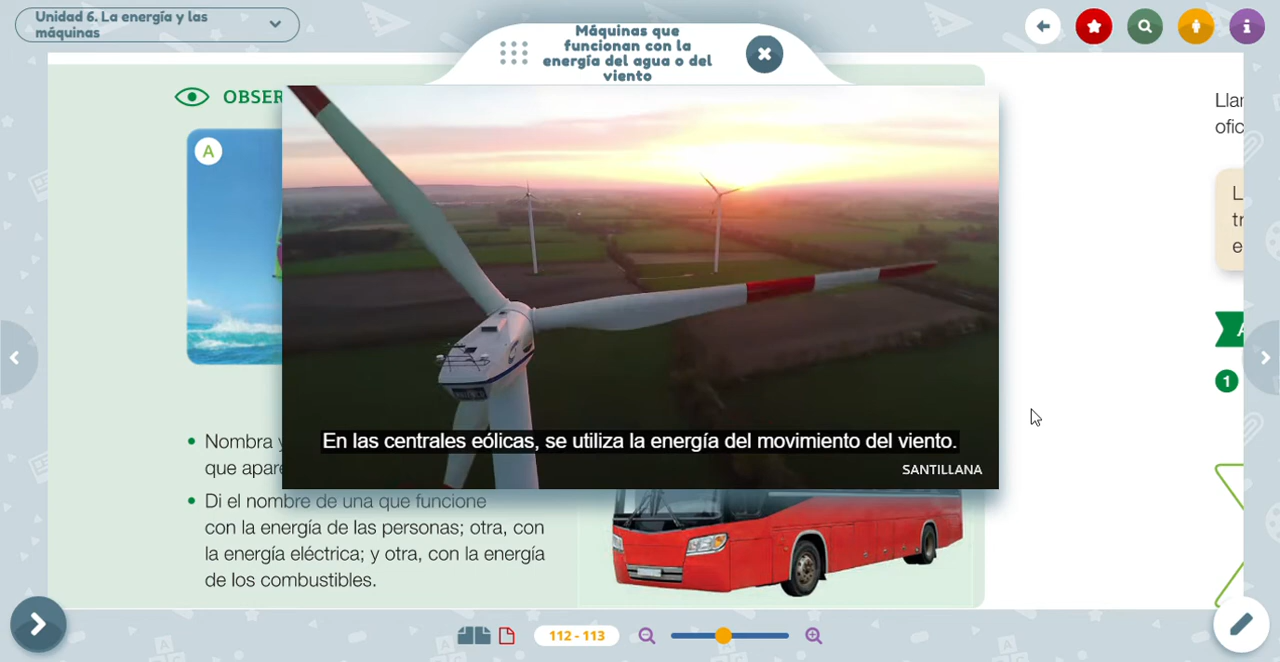 Unidad 6. La energía y las
máquinas
Máquinas que
funcionan con la
energía del agua o del
viento
OBSER
A
En las centrales eólicas, se utiliza la energía del movimiento del viento.
SANTILLANA
• Nombra y
que apare
• Di el nombre de una que funcione
con la energía de las personas; otra, con
la energía eléctrica; y otra, con la energía
de los combustibles.
Llar
ofic
L
tr
e
A
1
112 - 113